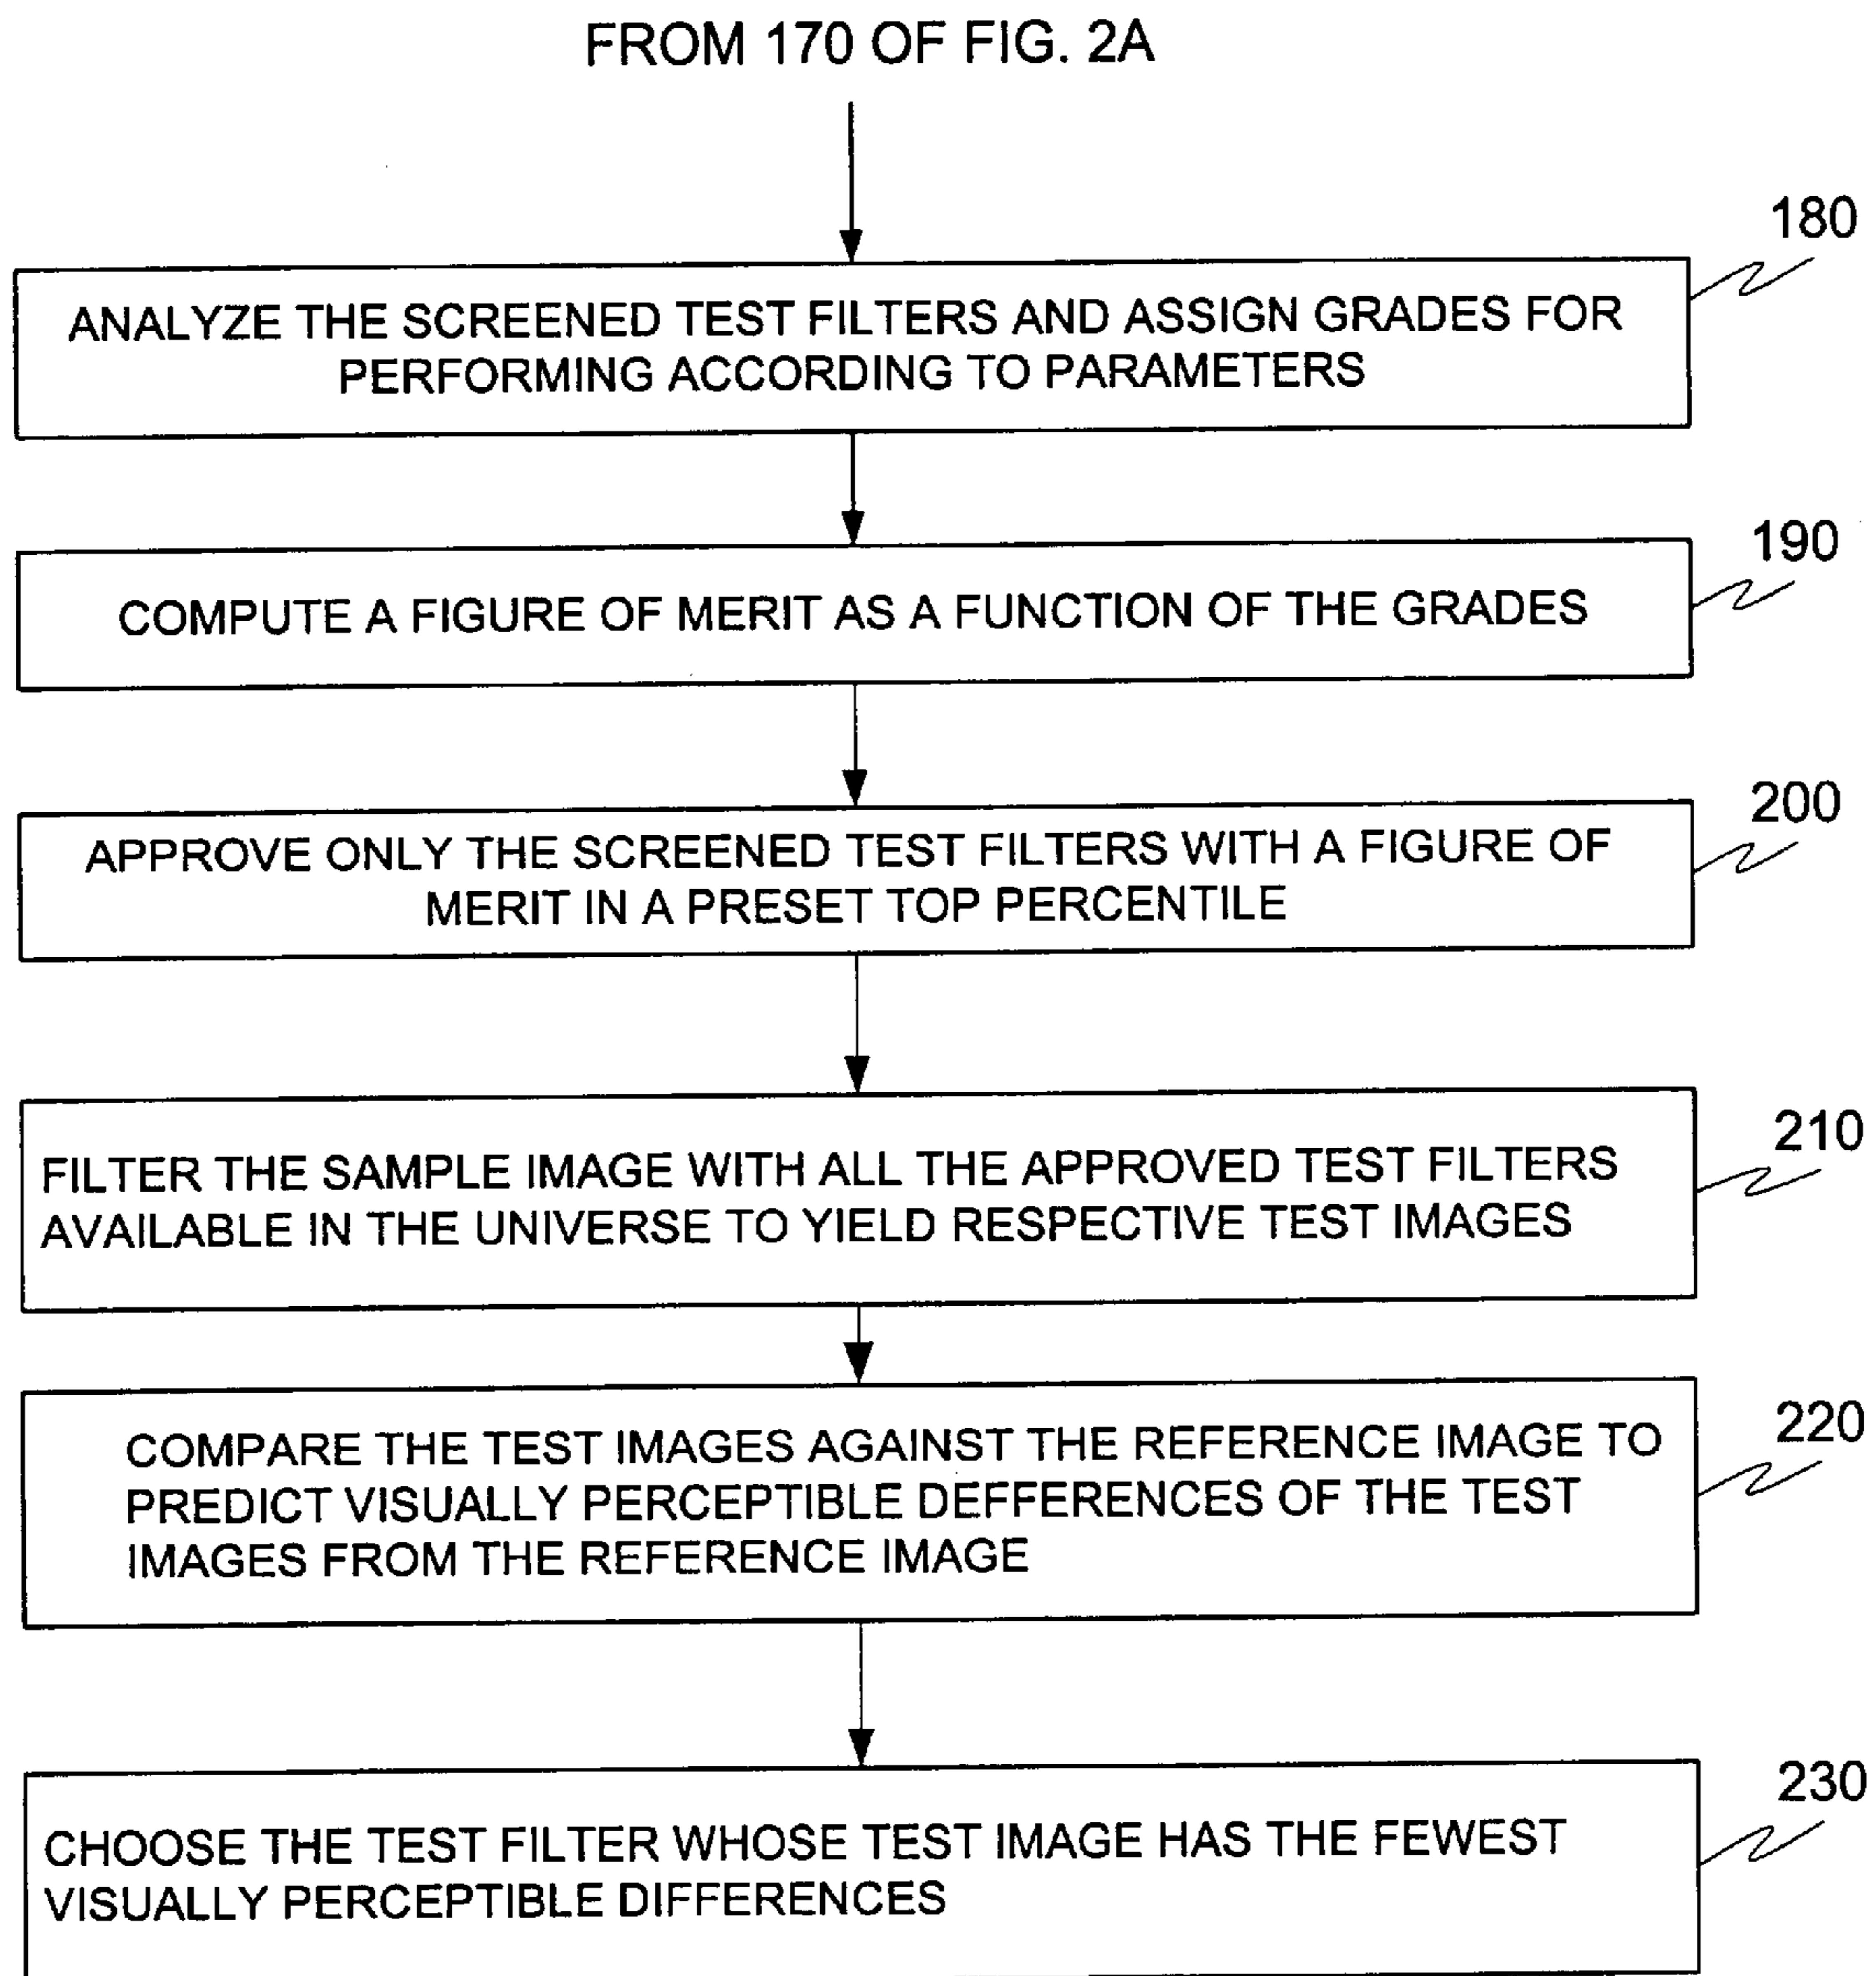 FROM 170 OF FIG. 2A
180
ANALYZE THE SCREENED TEST FILTERS AND ASSIGN GRADES FOR
PERFORMING ACCORDING TO PARAMETERS
190
COMPUTE A FIGURE OF MERIT AS A FUNCTION OF THE GRADES
200
APPROVE ONLY THE SCREENED TEST FILTERS WITH A FIGURE OF
MERIT IN A PRESET TOP PERCENTILE
210
FILTER THE SAMPLE IMAGE WITH ALL THE APPROVED TEST FILTERS
AVAILABLE IN THE UNIVERSE TO YIELD RESPECTIVE TEST IMAGES
220
COMPARE THE TEST IMAGES AGAINST THE REFERENCE IMAGE TO
PREDICT VISUALLY PERCEPTIBLE DEFFERENCES OF THE TEST
IMAGES FROM THE REFERENCE IMAGE
230
CHOOSE THE TEST FILTER WHOSE TEST IMAGE HAS THE FEWEST
VISUALLY PERCEPTIBLE DIFFERENCES